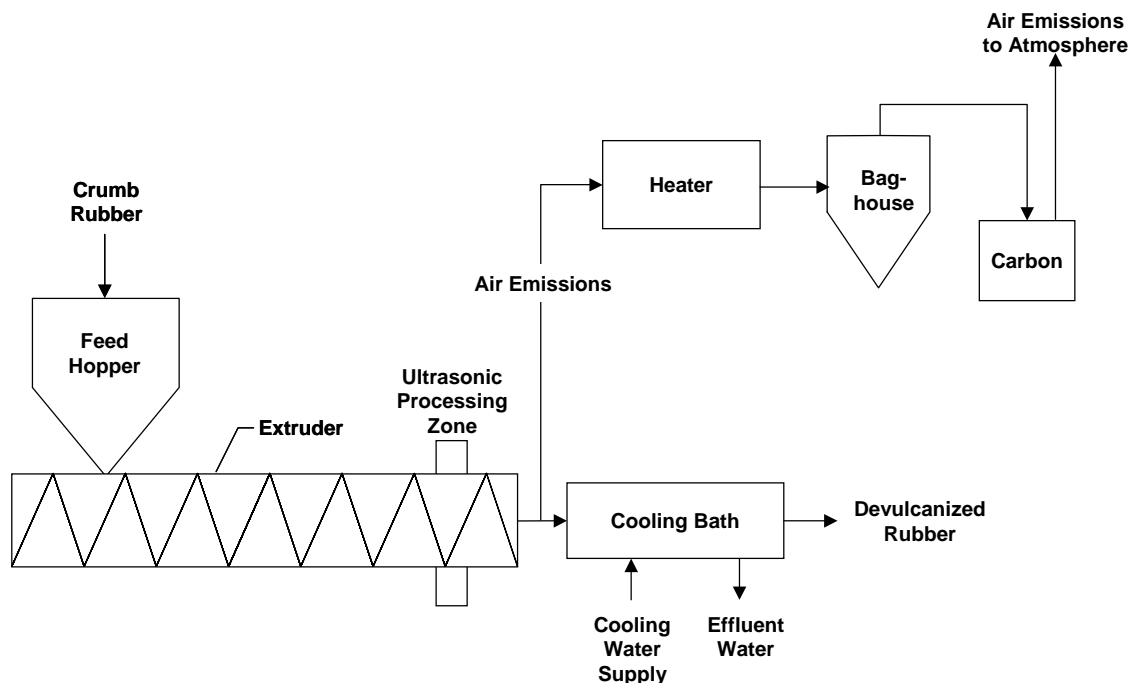 Air Emissions
to Atmosphere
Heater
Bag-
house
Carbon
Crumb
Rubber
Air Emissions
Feed
Hopper
Ultrasonic
Processing
Zone
Extruder
Cooling Bath
Devulcanized
Rubber
Cooling
Water
Supply
Effluent
Water